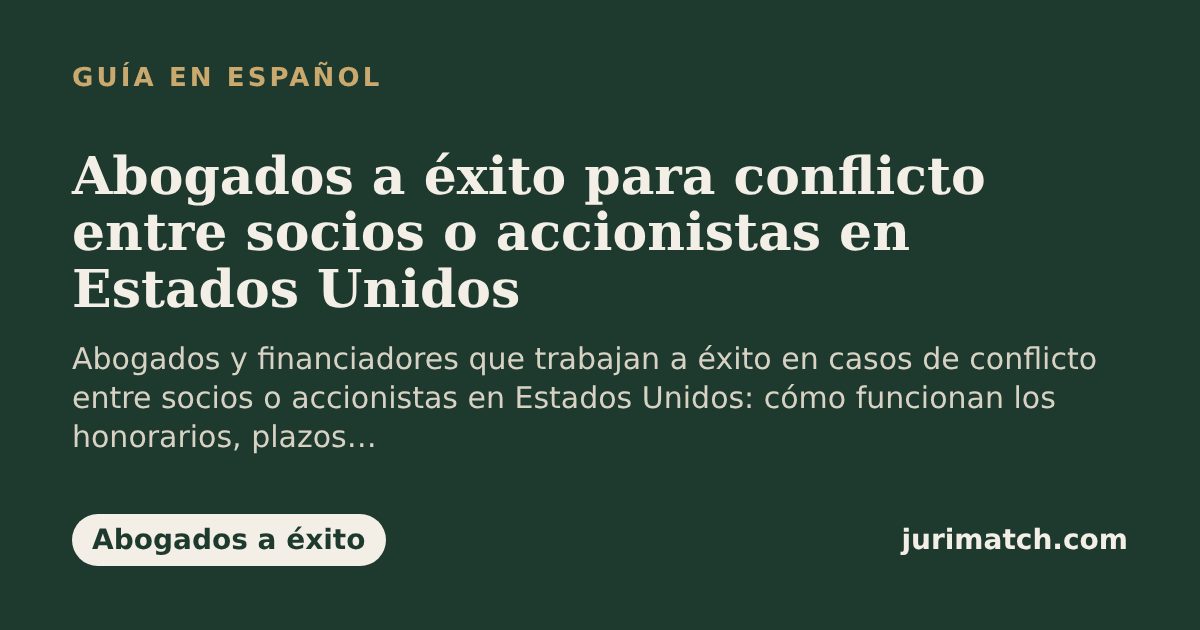 GUÍA EN ESPAÑOL
Abogados a éxito para conflicto
entre socios o accionistas en
Estados Unidos
Abogados y financiadores que trabajan a éxito en casos de conflicto
entre socios o accionistas en Estados Unidos: cómo funcionan los
honorarios, plazos…
Abogados a éxito
jurimatch.com